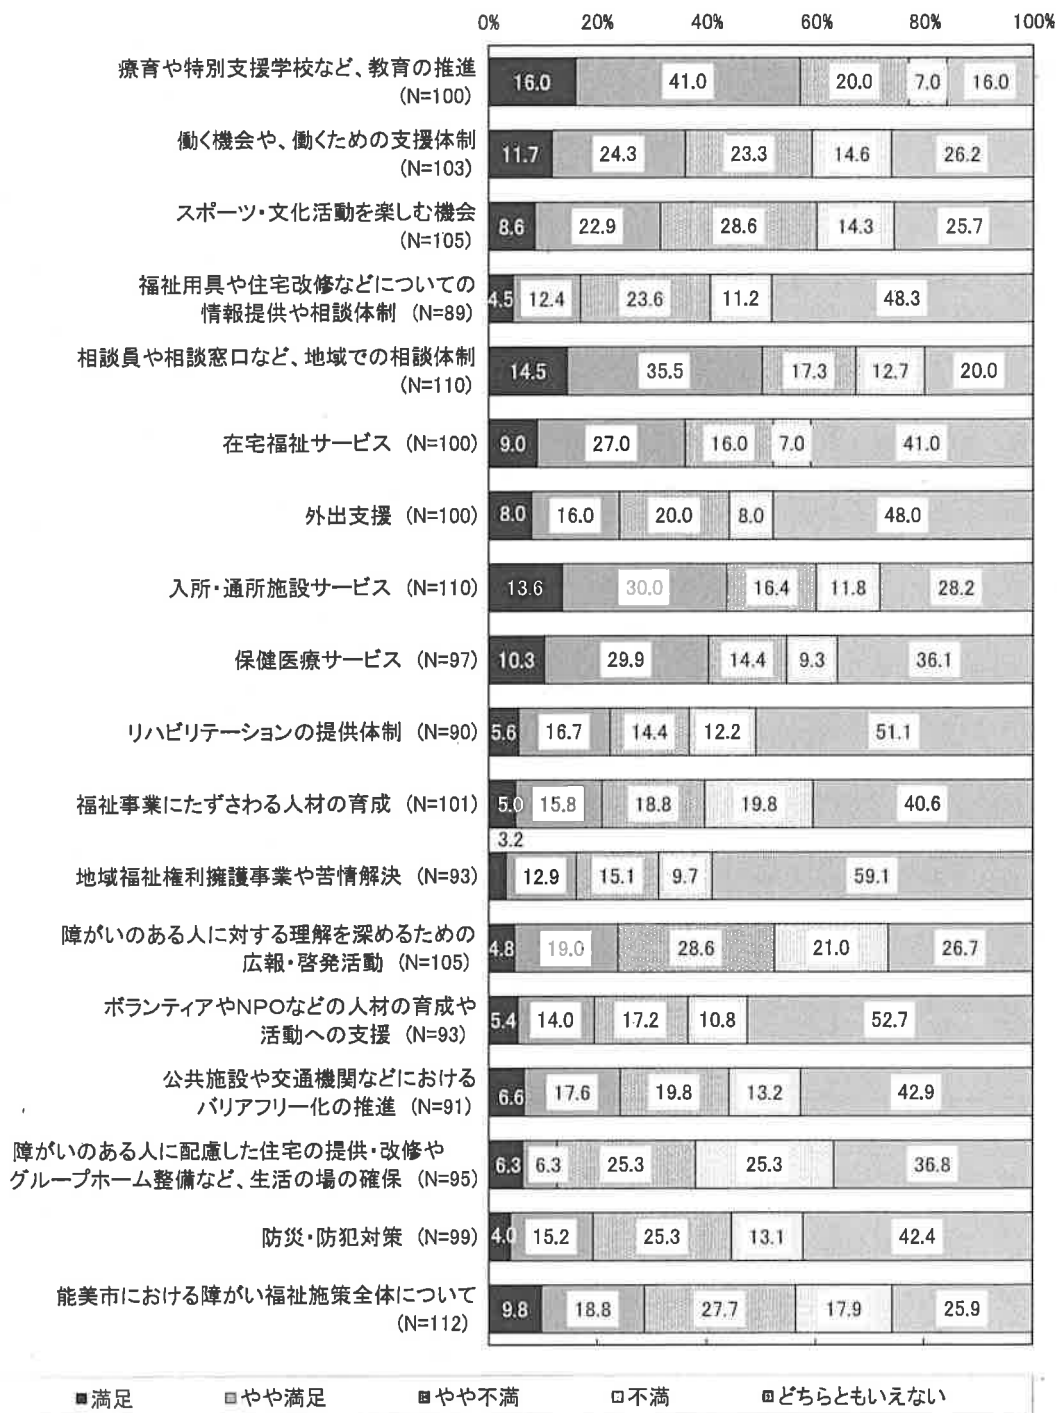 0% 20% 40% 60% 80% 100%
療育や特別支援学校など、教育の推進
(N=100)
16.0 41.0 20.0 7.0 16.0
働く機会や、働くための支援体制
(N=103)
11.7 24.3 23.3 14.6 26.2
スポーツ・文化活動を楽しむ機会
(N=105)
8.6 22.9 28.6 14.3 25.7
福祉用具や住宅改修などについての
情報提供や相談体制 (N=89)
4.5 12.4 23.6 11.2 48.3
相談員や相談窓口など、地域での相談体制
(N=110)
14.5 35.5 17.3 12.7 20.0
在宅福祉サービス (N=100) 9.0 27.0 16.0 7.0 41.0
外出支援 (N=100) 8.0 16.0 20.0 8.0 48.0
入所・通所施設サービス (N=110) 13.6 30.0 16.4 11.8 28.2
保健医療サービス (N=97) 10.3 29.9 14.4 9.3 36.1
リハビリテーションの提供体制 (N=90) 5.6 16.7 14.4 12.2 51.1
福祉事業にたずさわる人材の育成 (N=101) 5.0 15.8 18.8 19.8 40.6
3.2
地域福祉権利擁護事業や苦情解決 (N=93) 12.9 15.1 9.7 59.1
障がいのある人に対する理解を深めるための
広報・啓発活動 (N=105)
4.8 19.0 28.6 21.0 26.7
ボランティアやNPOなどの人材の育成や
活動への支援 (N=93)
5.4 14.0 17.2 10.8 52.7
公共施設や交通機関などにおける
バリアフリー化の推進 (N=91)
6.6 17.6 19.8 13.2 42.9
障がいのある人に配慮した住宅の提供・改修や
グループホーム整備など、生活の場の確保 (N=95)
6.3 6.3 25.3 25.3 36.8
防災・防犯対策 (N=99) 4.0 15.2 25.3 13.1 42.4
能美市における障がい福祉施策全体について
(N=112)
9.8 18.8 27.7 17.9 25.9
満足 やや満足 やや不満 不満 どちらともいえない